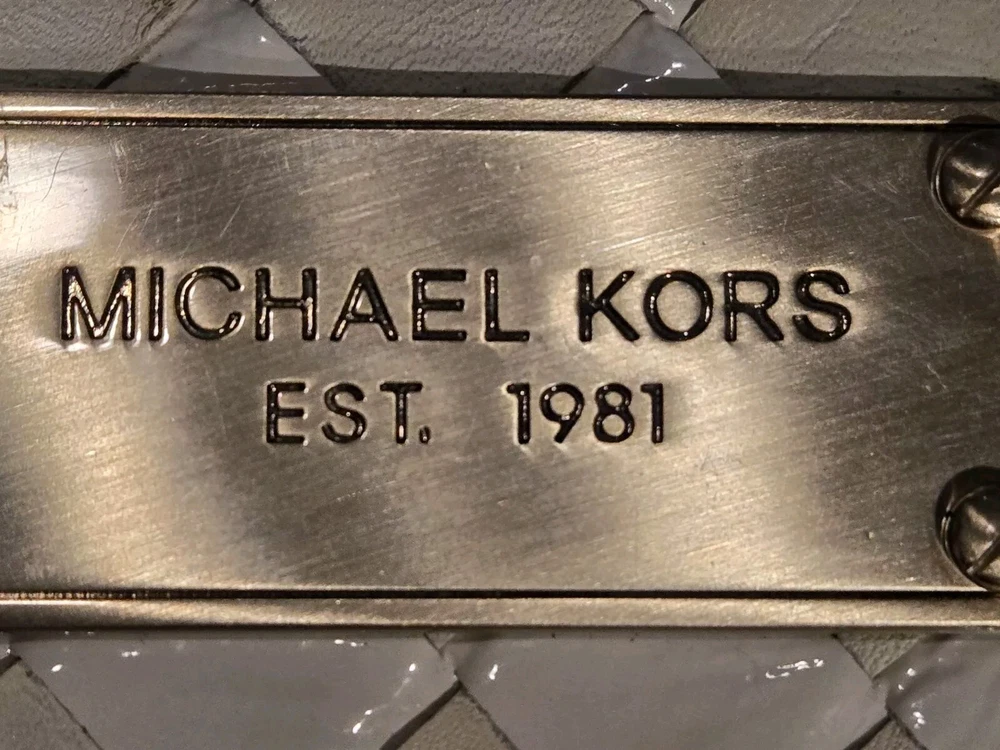 MICHAEL KORS
EST. 1981